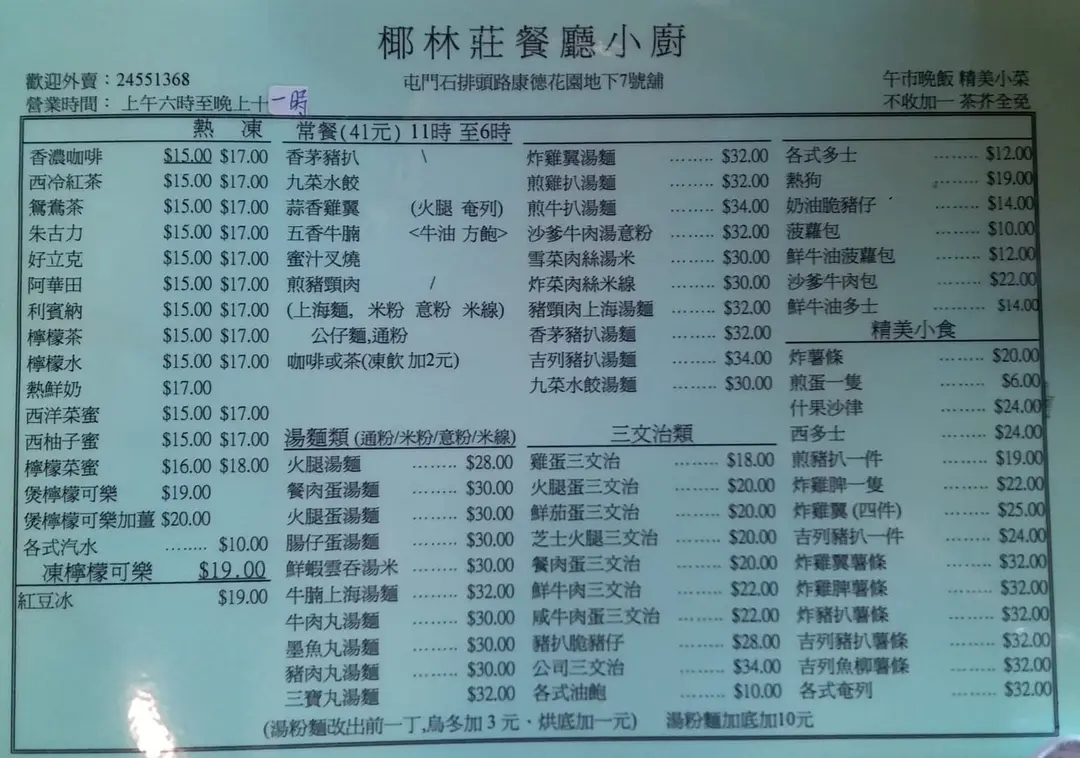 椰林莊餐廳小廚
歡迎外賣：24551368
屯門石排頭路康德花園地下7號舖
午市晚飯 精美小菜
營業時間： 上午六時至晚上十一時
不收加一 茶芥全免
熱 凍
香濃咖啡 $15.00 $17.00
西冷紅茶 $15.00 $17.00
鴛鴦茶 $15.00 $17.00
朱古力 $15.00 $17.00
好立克 $15.00 $17.00
阿華田 $15.00 $17.00
利賓納 $15.00 $17.00
檸檬茶 $15.00 $17.00
檸檬水 $15.00 $17.00
熱鮮奶 $17.00
西洋菜蜜 $15.00 $17.00
西柚子蜜 $15.00 $17.00
檸檬菜蜜 $16.00 $18.00
煲檸檬可樂 $19.00
煲檸檬可樂加薑 $20.00
各式汽水 ........ $10.00
凍檸檬可樂 $19.00
紅豆冰 $19.00
常餐(41元) 11時 至6時
香茅豬扒 \
九菜水餃
蒜香雞翼 (火腿 奄列)
五香牛腩 <牛油 方飽>
蜜汁叉燒
煎豬頸肉 /
(上海麵, 米粉 意粉 米線)
公仔麵,通粉
咖啡或茶(凍飲 加2元)
湯麵類 (通粉/米粉/意粉/米線)
火腿湯麵 ........ $28.00
餐肉蛋湯麵 ........ $30.00
火腿蛋湯麵 ........ $30.00
腸仔蛋湯麵 ........ $30.00
鮮蝦雲吞湯米 ........ $30.00
牛腩上海湯麵 ........ $32.00
牛肉丸湯麵 ........ $30.00
墨魚丸湯麵 ........ $30.00
豬肉丸湯麵 ........ $30.00
三寶丸湯麵 ........ $32.00
炸雞翼湯麵 ........ $32.00
煎雞扒湯麵 ........ $32.00
煎牛扒湯麵 ........ $34.00
沙爹牛肉湯意粉 ........ $32.00
雪菜肉絲湯米 ........ $30.00
炸菜肉絲米線 ........ $30.00
豬頸肉上海湯麵 ........ $32.00
香茅豬扒湯麵 ........ $32.00
吉列豬扒湯麵 ........ $34.00
九菜水餃湯麵 ........ $30.00
三文治類
雞蛋三文治 ........ $18.00
火腿蛋三文治 ........ $20.00
鮮茄蛋三文治 ........ $20.00
芝士火腿三文治 ........ $20.00
餐肉蛋三文治 ........ $20.00
鮮牛肉三文治 ........ $22.00
咸牛肉蛋三文治 ........ $22.00
豬扒脆豬仔 ........ $28.00
公司三文治 ........ $34.00
各式油飽 ........ $10.00
各式多士 ........ $12.00
熱狗 ........ $19.00
奶油脆豬仔 ........ $14.00
菠蘿包 ........ $10.00
鮮牛油菠蘿包 ........ $12.00
沙爹牛肉包 ........ $22.00
鮮牛油多士 ........ $14.00
精美小食
炸薯條 ........ $20.00
煎蛋一隻 ........ $6.00
什果沙律 ........ $24.00
西多士 ........ $24.00
煎豬扒一件 ........ $19.00
炸雞脾一隻 ........ $22.00
炸雞翼 (四件) ........ $25.00
吉列豬扒一件 ........ $24.00
炸雞翼薯條 ........ $32.00
炸雞脾薯條 ........ $32.00
炸豬扒薯條 ........ $32.00
吉列豬扒薯條 ........ $32.00
吉列魚柳薯條 ........ $32.00
各式奄列 ........ $32.00
(湯粉麵改出前一丁,烏冬加 3 元、烘底加一元) 湯粉麵加底加10元